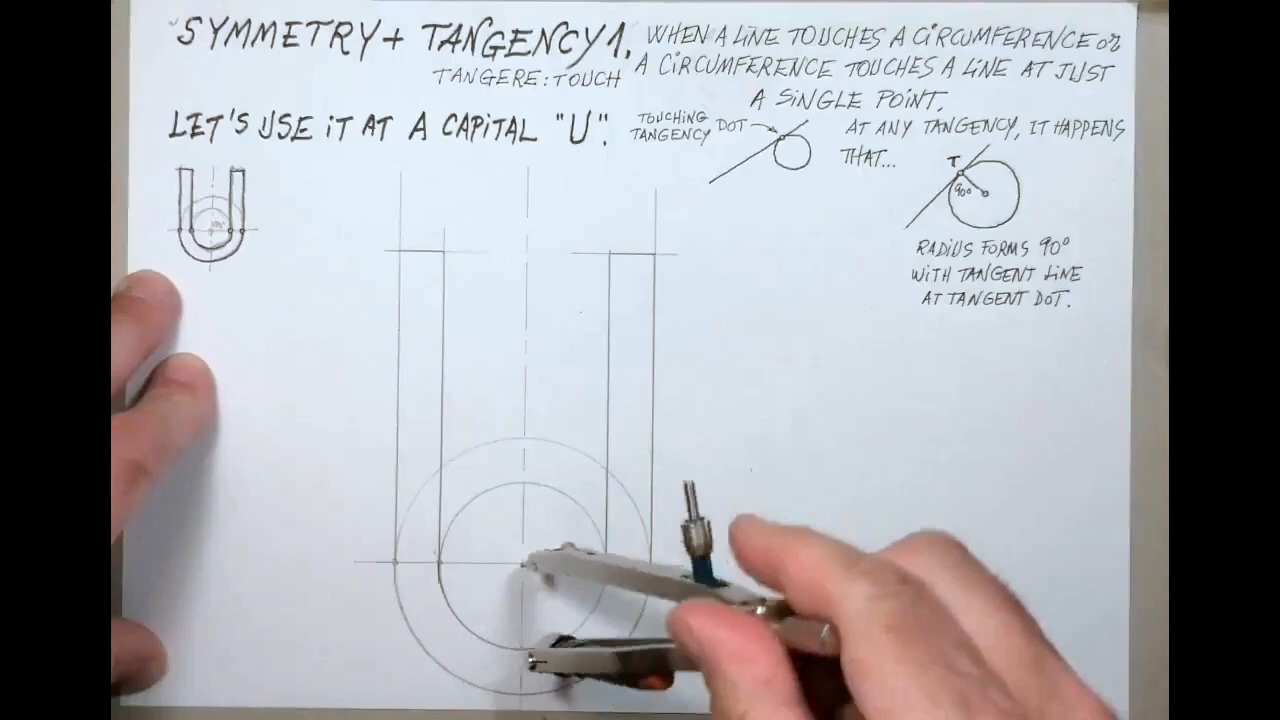 SYMMETRY + TANGENCY 1.
TANGERE: TOUCH
WHEN A LINE TOUCHES A CIRCUMFERENCE or
A CIRCUMFERENCE TOUCHES A LINE AT JUST
A SINGLE POINT.
LET'S USE IT AT A CAPITAL "U".
TOUCHING
TANGENCY DOT
AT ANY TANGENCY, IT HAPPENS
THAT...
T
90º
RADIUS FORMS 90º
WITH TANGENT LINE
AT TANGENT DOT.